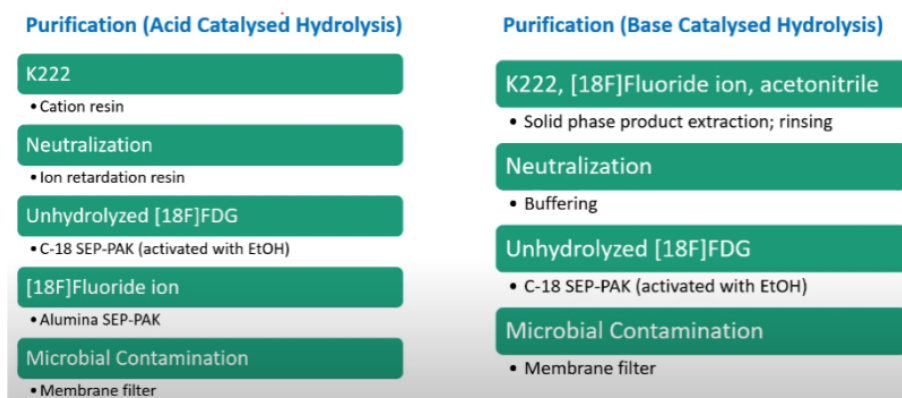 Purification (Acid Catalysed Hydrolysis)
K222
• Cation resin
Neutralization
• Ion retardation resin
Unhydrolyzed [18F]FDG
• C-18 SEP-PAK (activated with EtOH)
[18F]Fluoride ion
• Alumina SEP-PAK
Microbial Contamination
• Membrane filter
Purification (Base Catalysed Hydrolysis)
K222, [18F]Fluoride ion, acetonitrile
• Solid phase product extraction; rinsing
Neutralization
• Buffering
Unhydrolyzed [18F]FDG
• C-18 SEP-PAK (activated with EtOH)
Microbial Contamination
• Membrane filter